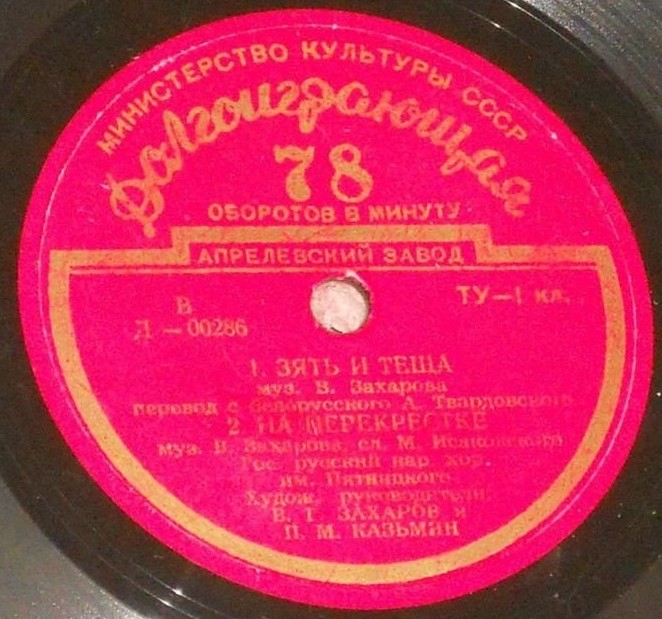 МИНИСТЕРСТВО КУЛЬТУРЫ СССР
Долгоиграющая
78
ОБОРОТОВ В МИНУТУ
АПРЕЛЕВСКИЙ ЗАВОД
В
Д — 00286
ТУ—1 кл.
1. ЗЯТЬ И ТЕЩА
муз. В. Захарова
перевод с белорусского А. Твардовского
2. НА ПЕРЕКРЕСТКЕ
муз. В. Захарова, сл. М. Исаковского
Гос. русский нар. хор.
им. Пятницкого
Худож. руководители:
В. Г. ЗАХАРОВ и
П. М. КАЗЬМИН